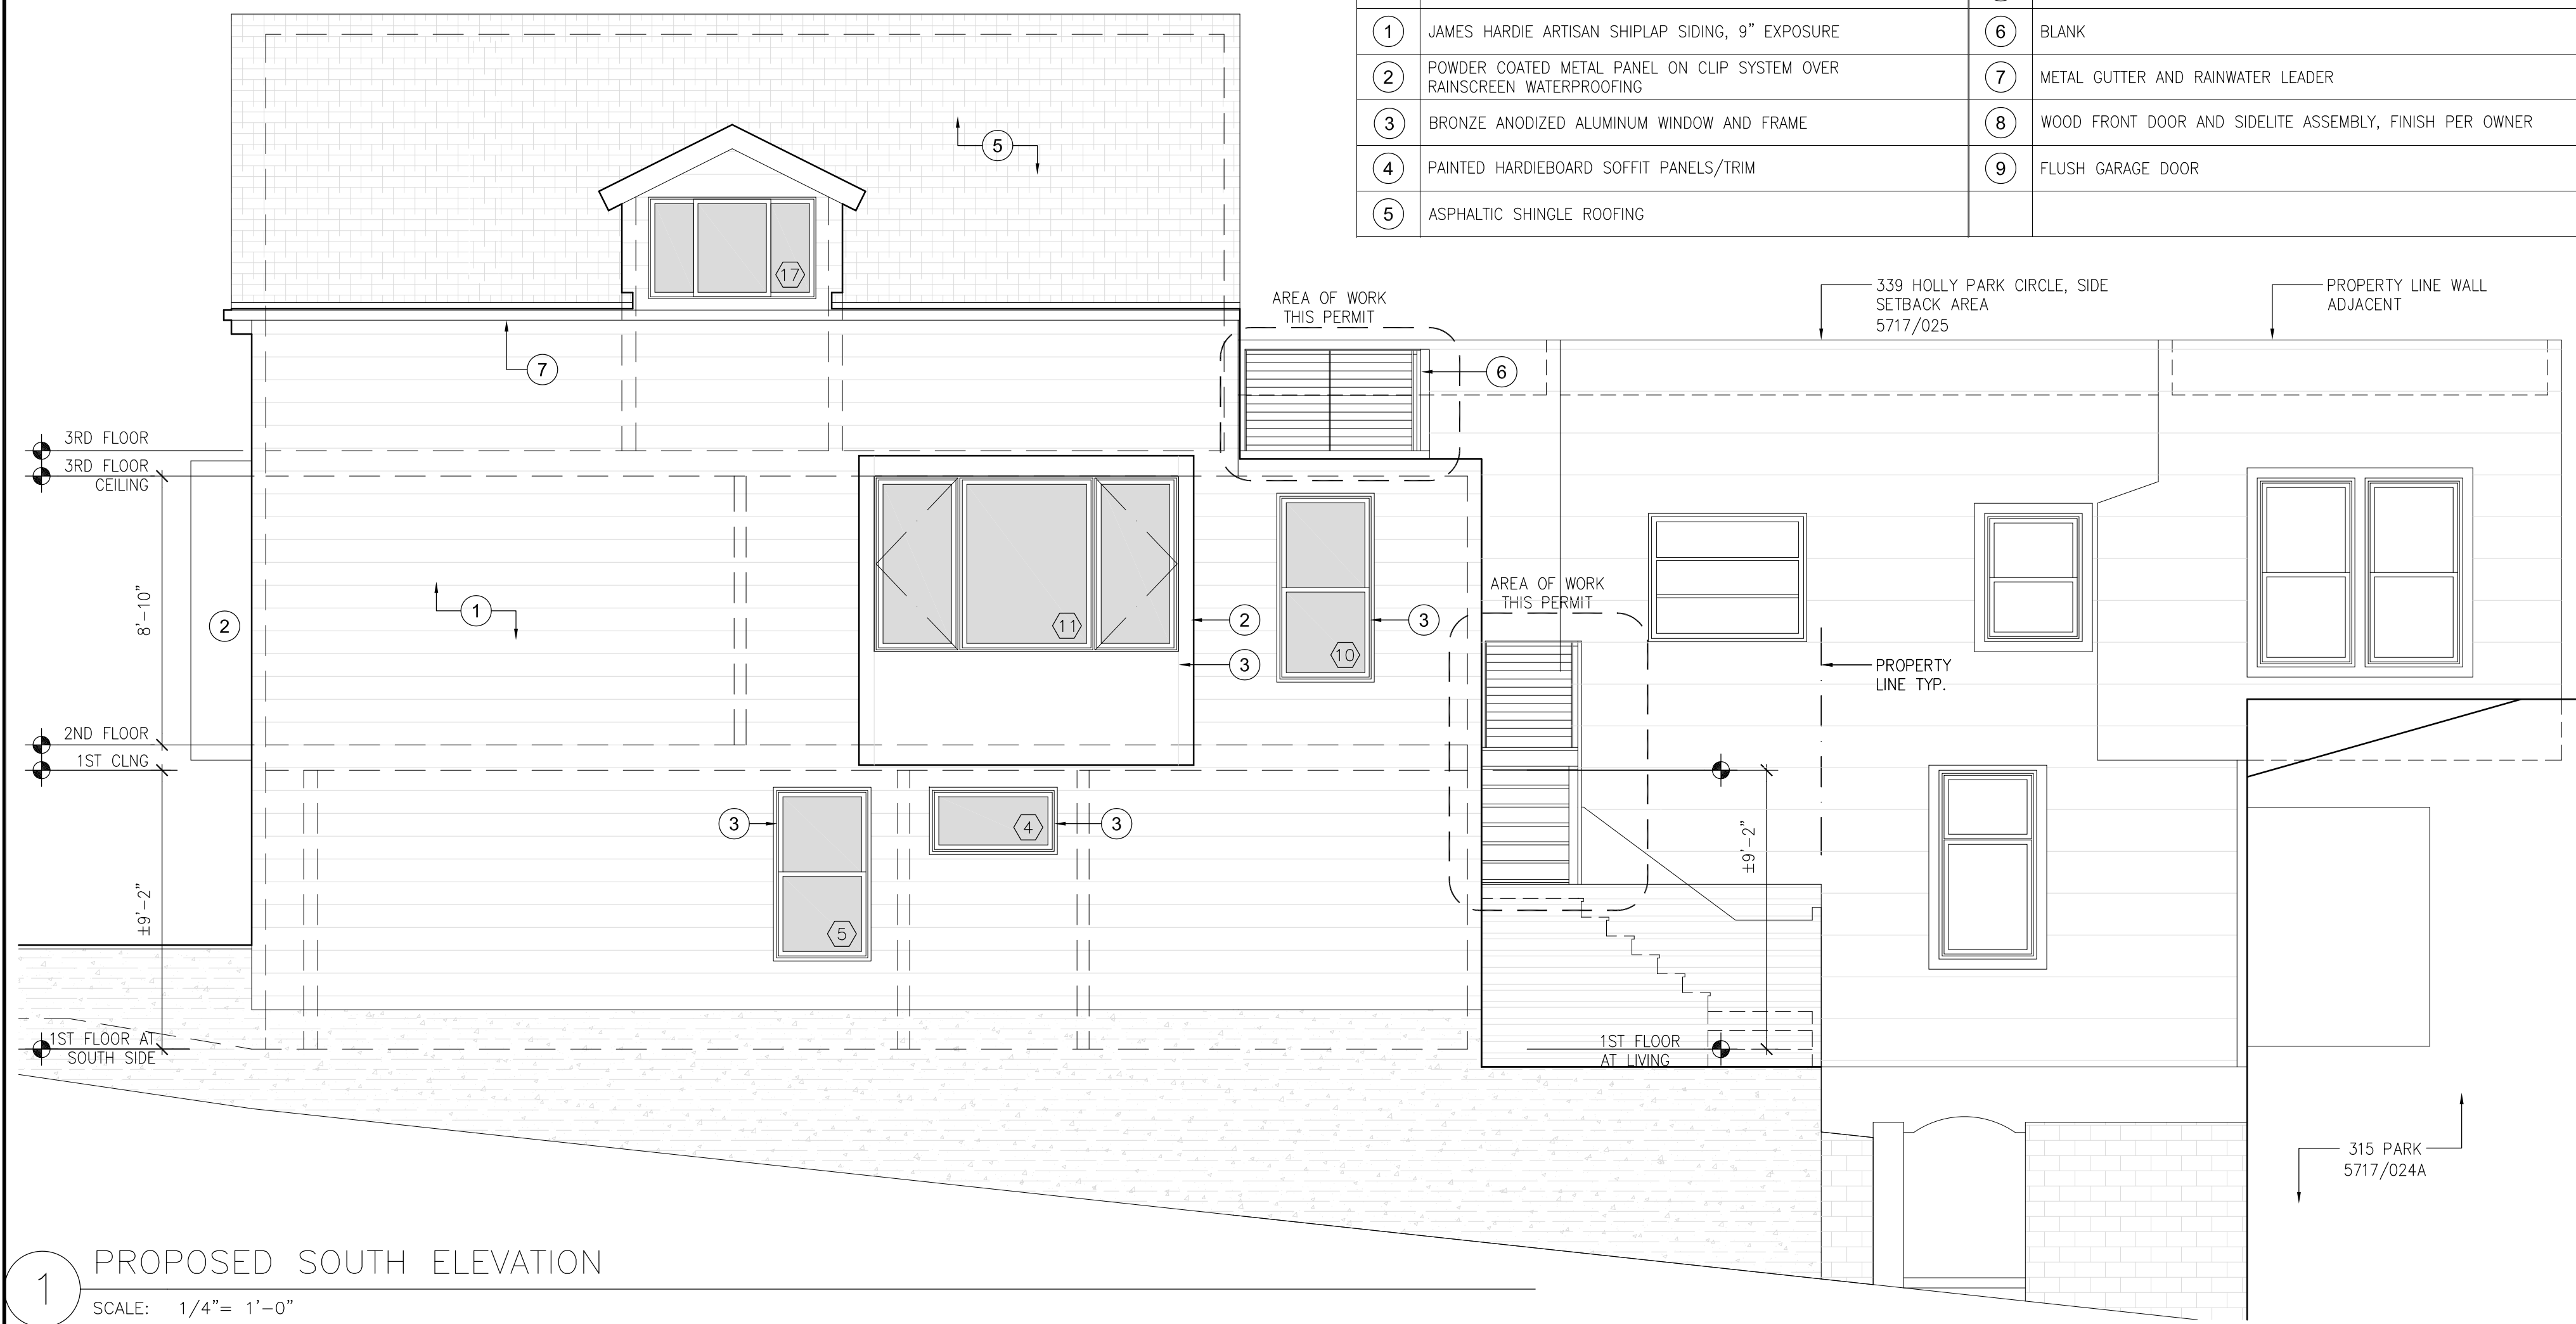 1 JAMES HARDIE ARTISAN SHIPLAP SIDING, 9" EXPOSURE
6 BLANK
2 POWDER COATED METAL PANEL ON CLIP SYSTEM OVER
RAINSCREEN WATERPROOFING
7 METAL GUTTER AND RAINWATER LEADER
3 BRONZE ANODIZED ALUMINUM WINDOW AND FRAME
8 WOOD FRONT DOOR AND SIDELITE ASSEMBLY, FINISH PER OWNER
4 PAINTED HARDIEBOARD SOFFIT PANELS/TRIM
9 FLUSH GARAGE DOOR
5 ASPHALTIC SHINGLE ROOFING
5
17
AREA OF WORK
THIS PERMIT
339 HOLLY PARK CIRCLE, SIDE
SETBACK AREA
5717/025
PROPERTY LINE WALL
ADJACENT
7
6
3RD FLOOR
3RD FLOOR
CEILING
8'-10"
2
1
11
2
3
10
3
AREA OF WORK
THIS PERMIT
PROPERTY
LINE TYP.
2ND FLOOR
1ST CLNG
3
4
3
5
±9'-2"
±9'-2"
1ST FLOOR AT
SOUTH SIDE
1ST FLOOR
AT LIVING
315 PARK
5717/024A
1 PROPOSED SOUTH ELEVATION
SCALE: 1/4"= 1'-0"